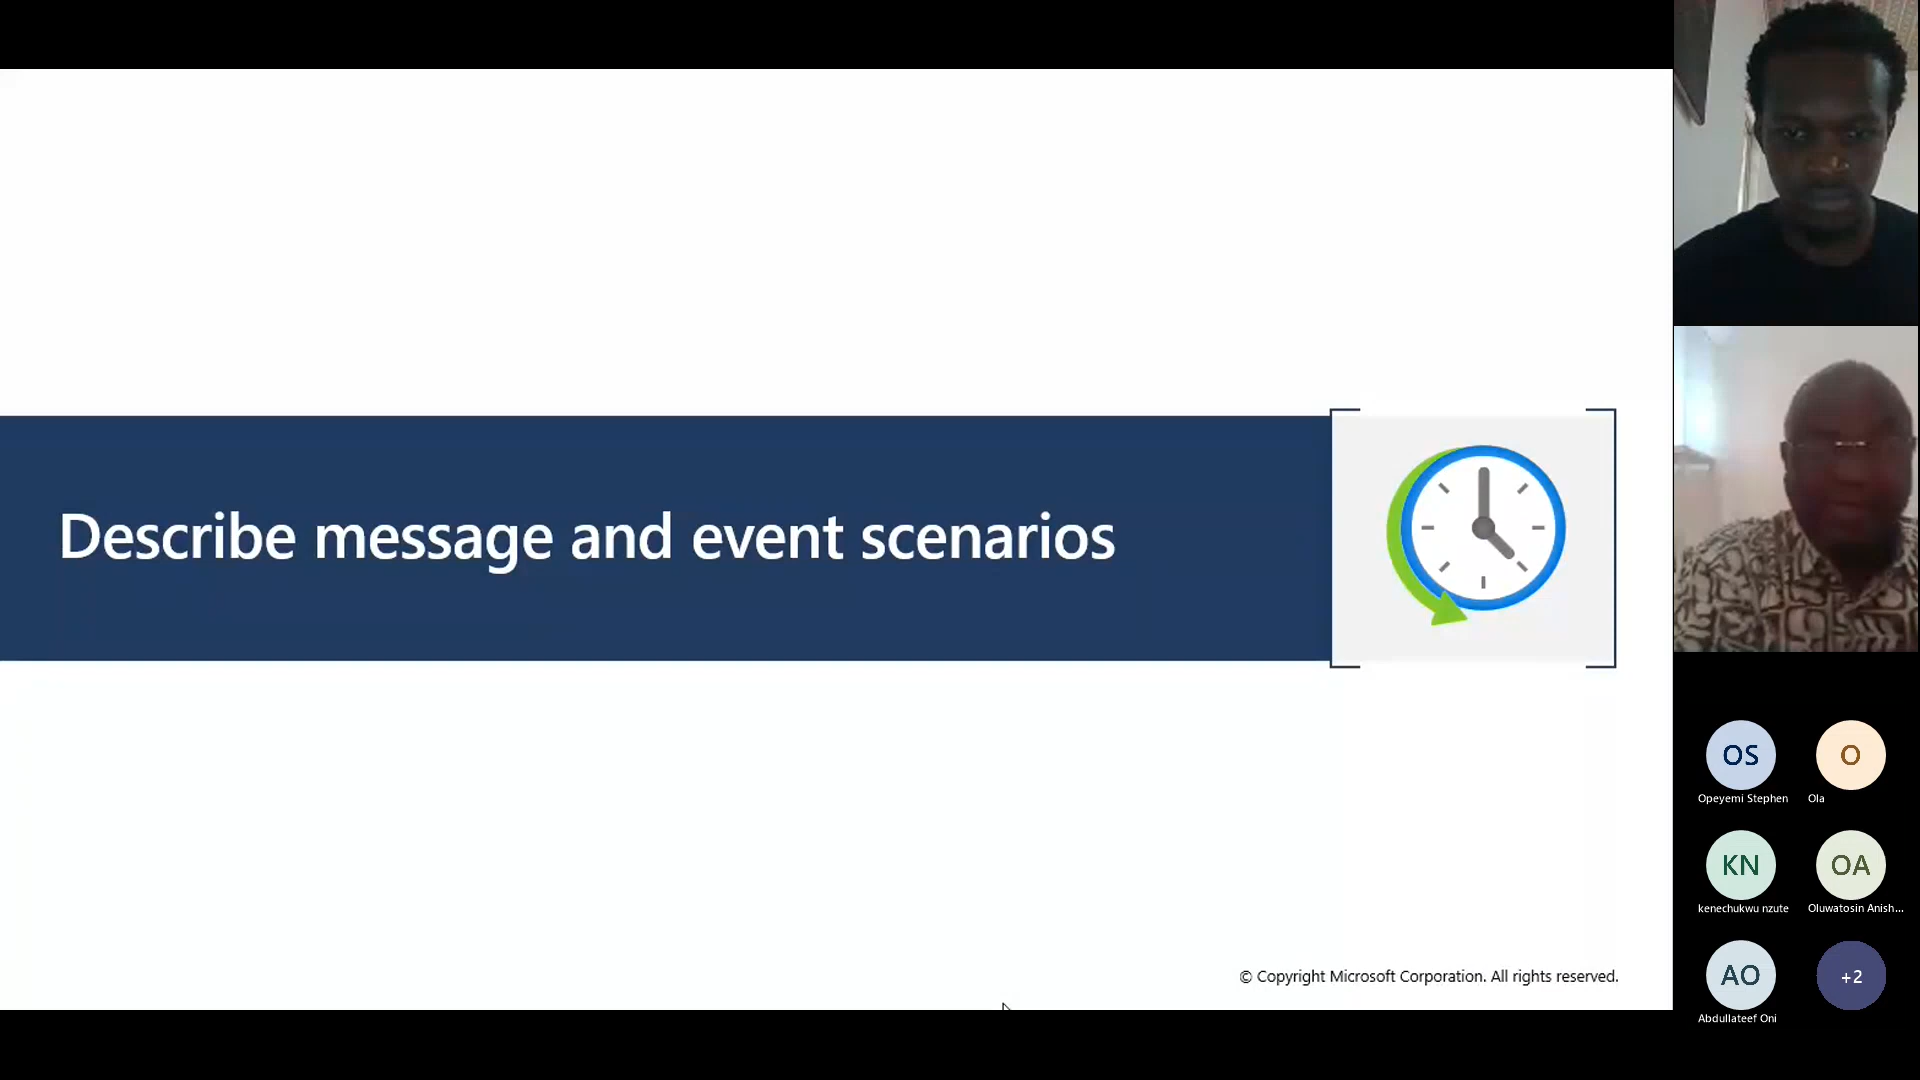 Describe message and event scenarios
© Copyright Microsoft Corporation. All rights reserved.
OS
Opeyemi Stephen
O
Ola
KN
kenechukwu nzute
OA
Oluwatosin Anish...
AO
Abdullateef Oni
+2